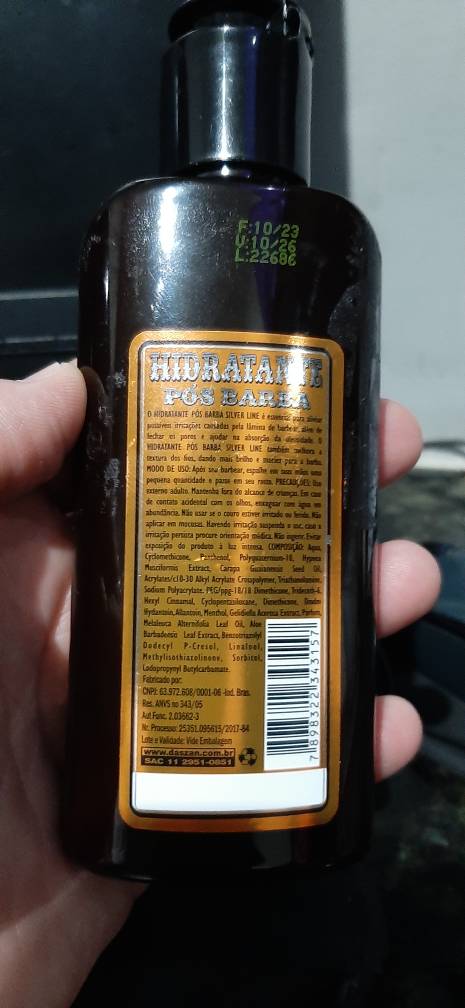 F:10/23
V:10/26
L:22686
HIDRATANTE
PÓS BARBA
O HIDRATANTE PÓS BARBA SILVER LINE é essencial para aliviar
possíveis irritações causadas pela lâmina de barbear, além de
fechar os poros e ajudar na absorção da oleosidade. O
HIDRATANTE PÓS BARBA SILVER LINE também melhora a
textura dos fios, dando mais brilho e maciez para a barba.
MODO DE USO: Após seu barbear, espalhe em suas mãos uma
pequena quantidade e passe em seu rosto. PRECAUÇÕES: Uso
externo adulto. Mantenha fora do alcance de crianças. Em caso
de contato acidental com os olhos, enxaguar com água em
abundância. Não usar se o couro estiver irritado ou ferido. Não
aplicar em mucosas. Havendo irritação suspenda o uso, caso a
irritação persista procure orientação médica. Não ingerir. Evitar
exposição do produto à luz intensa. COMPOSIÇÃO: Aqua,
Cyclomethicone, Panthenol, Polyquaternium-10, Hypnea
Musciformis Extract, Carapa Guaianensis Seed Oil,
Acrylates/c10-30 Alkyl Acrylate Crosspolymer, Triethanolamine,
Sodium Polyacrylate, PEG/ppg-18/18 Dimethicone, Trideceth-6,
Hexyl Cinnamal, Cyclopentasiloxane, Dimethicone, Dmdm
Hydantoin, Allantoin, Menthol, Gelidiella Acerosa Extract, Parfum,
Melaleuca Alternifolia Leaf Oil, Aloe
Barbadensis Leaf Extract, Benzotriazolyl
Dodecyl P-Cresol, Linalool,
Methylisothiazolinone, Sorbitol,
Iodopropynyl Butylcarbamate.
Fabricado por:
CNPJ: 63.972.608/0001-06 -Ind. Bras.
Res. ANVS no 343/05
Aut Func. 2.03662-3
Nr. Processo: 25351.095615/2017-84
Lote e Validade: Vide Embalagem
www.daszan.com.br
SAC 11 2951-0851
7 898322 343157